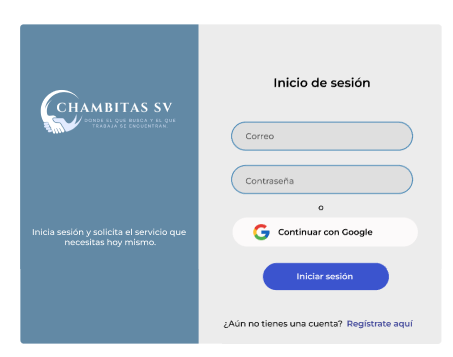 CHAMBITAS SV
DONDE EL QUE BUSCA Y EL QUE
TRABAJA SE ENCUENTRAN
Inicia sesión y solicita el servicio que
necesitas hoy mismo.
Inicio de sesión
Correo
Contraseña
o
Continuar con Google
Iniciar sesión
¿Aún no tienes una cuenta? Regístrate aquí